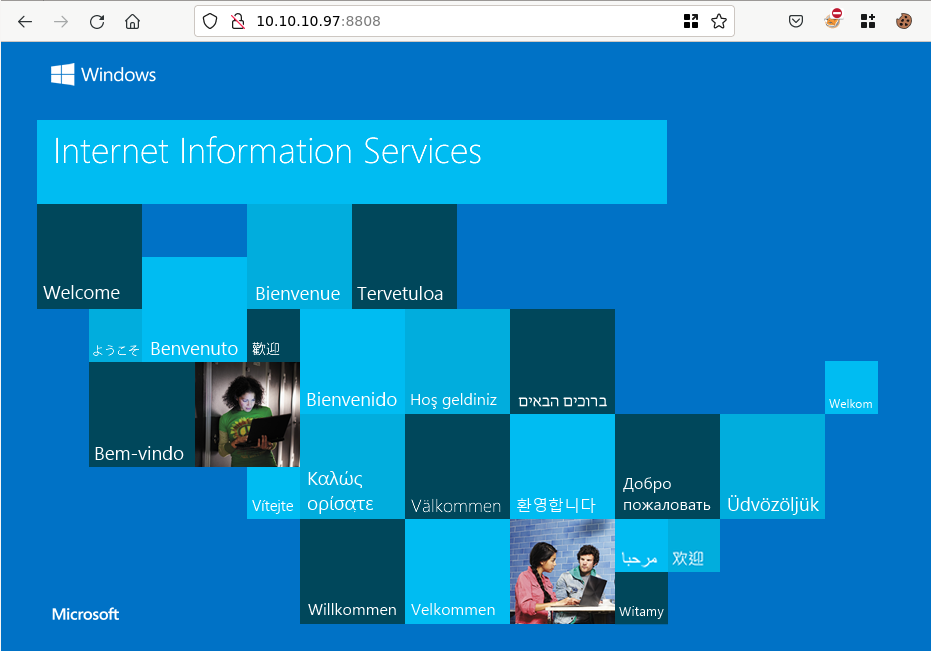 10.10.10.97:8808
Windows
Internet Information Services
Welcome
Bienvenue
Tervetuloa
ようこそ
Benvenuto
歡迎
Bienvenido
Hoş geldiniz
ברוכים הבאים
Welkom
Bem-vindo
Vítejte
Καλώς
ορίσατε
Välkommen
환영합니다
Добро
пожаловать
Üdvözöljük
Microsoft
Willkommen
Velkommen
مرحبا
欢迎
Witamy